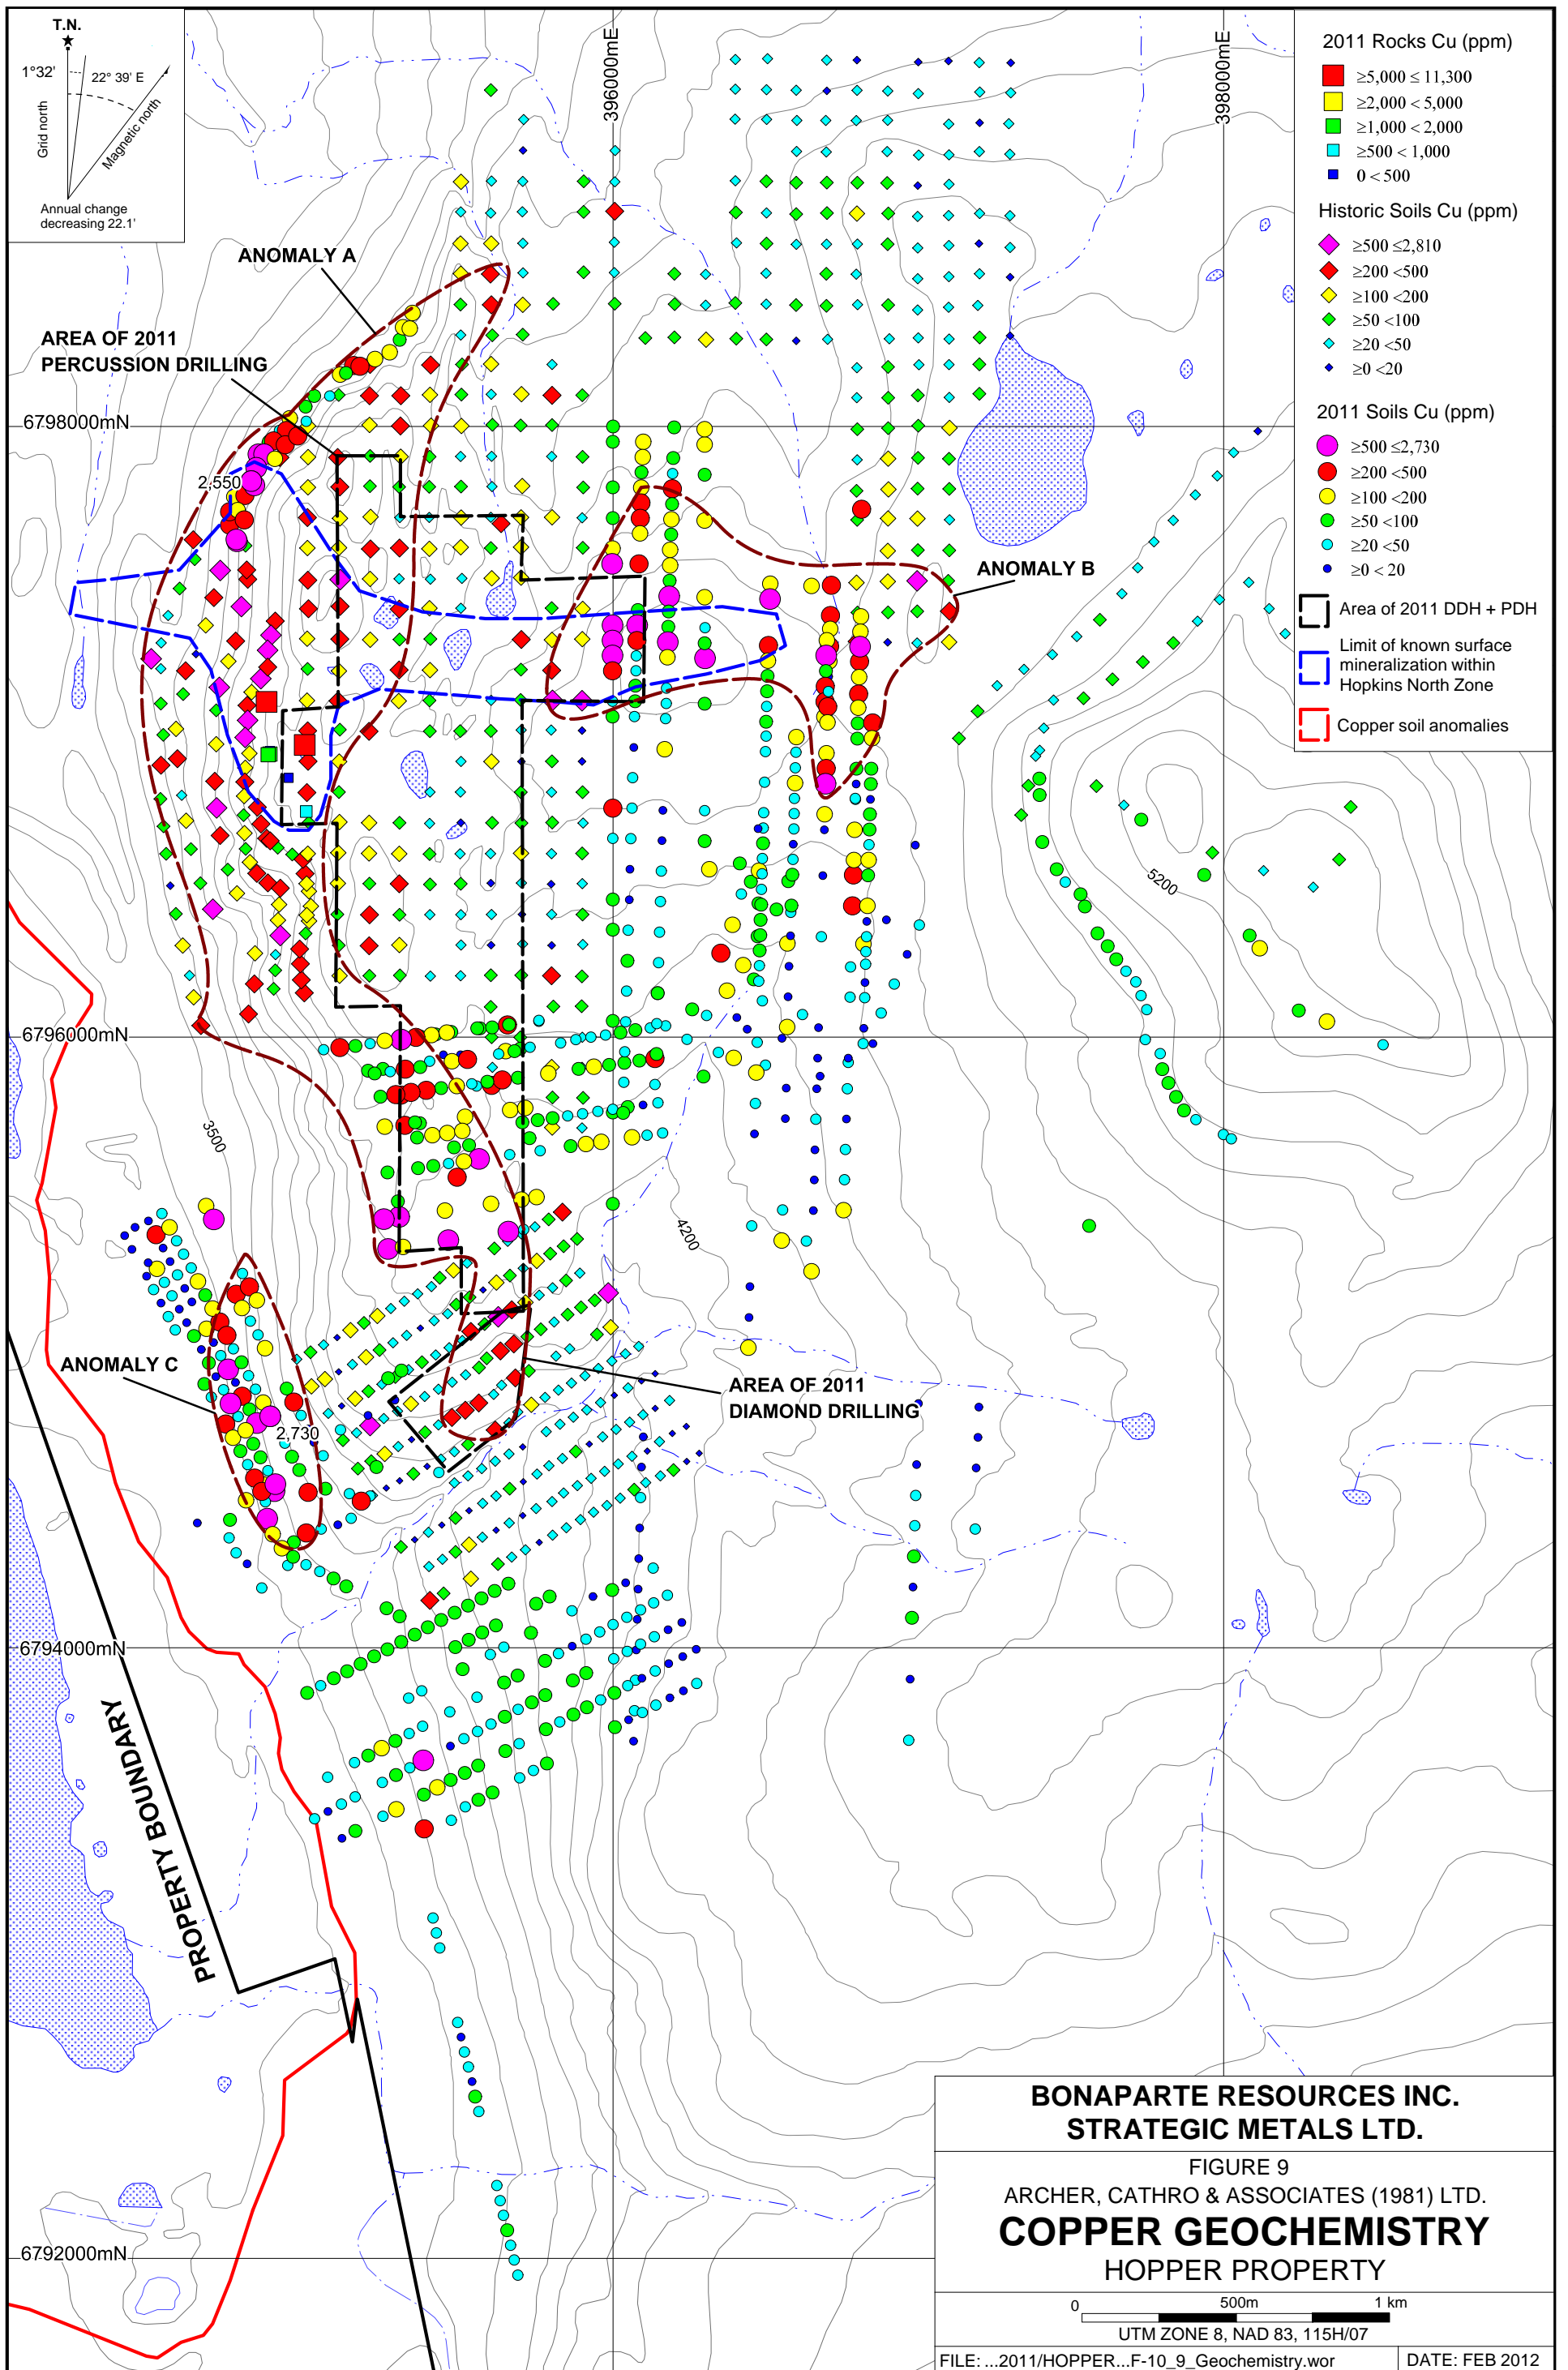 T.N.
1°32'
22° 39' E
Grid north
Magnetic north
Annual change
decreasing 22.1'
396000mE
398000mE
2011 Rocks Cu (ppm)
≥5,000 ≤ 11,300
≥2,000 < 5,000
≥1,000 < 2,000
≥500 < 1,000
0 < 500
Historic Soils Cu (ppm)
≥500 ≤2,810
≥200 <500
≥100 <200
≥50 <100
≥20 <50
≥0 <20
2011 Soils Cu (ppm)
≥500 ≤2,730
≥200 <500
≥100 <200
≥50 <100
≥20 <50
≥0 < 20
Area of 2011 DDH + PDH
Limit of known surface
mineralization within
Hopkins North Zone
Copper soil anomalies
ANOMALY A
AREA OF 2011
PERCUSSION DRILLING
6798000mN
2,550
ANOMALY B
5200
6796000mN
3500
4200
ANOMALY C
AREA OF 2011
DIAMOND DRILLING
2,730
6794000mN
PROPERTY BOUNDARY
6792000mN
BONAPARTE RESOURCES INC.
STRATEGIC METALS LTD.
FIGURE 9
ARCHER, CATHRO & ASSOCIATES (1981) LTD.
COPPER GEOCHEMISTRY
HOPPER PROPERTY
0 500m 1 km
UTM ZONE 8, NAD 83, 115H/07
FILE: ...2011/HOPPER...F-10_9_Geochemistry.wor
DATE: FEB 2012